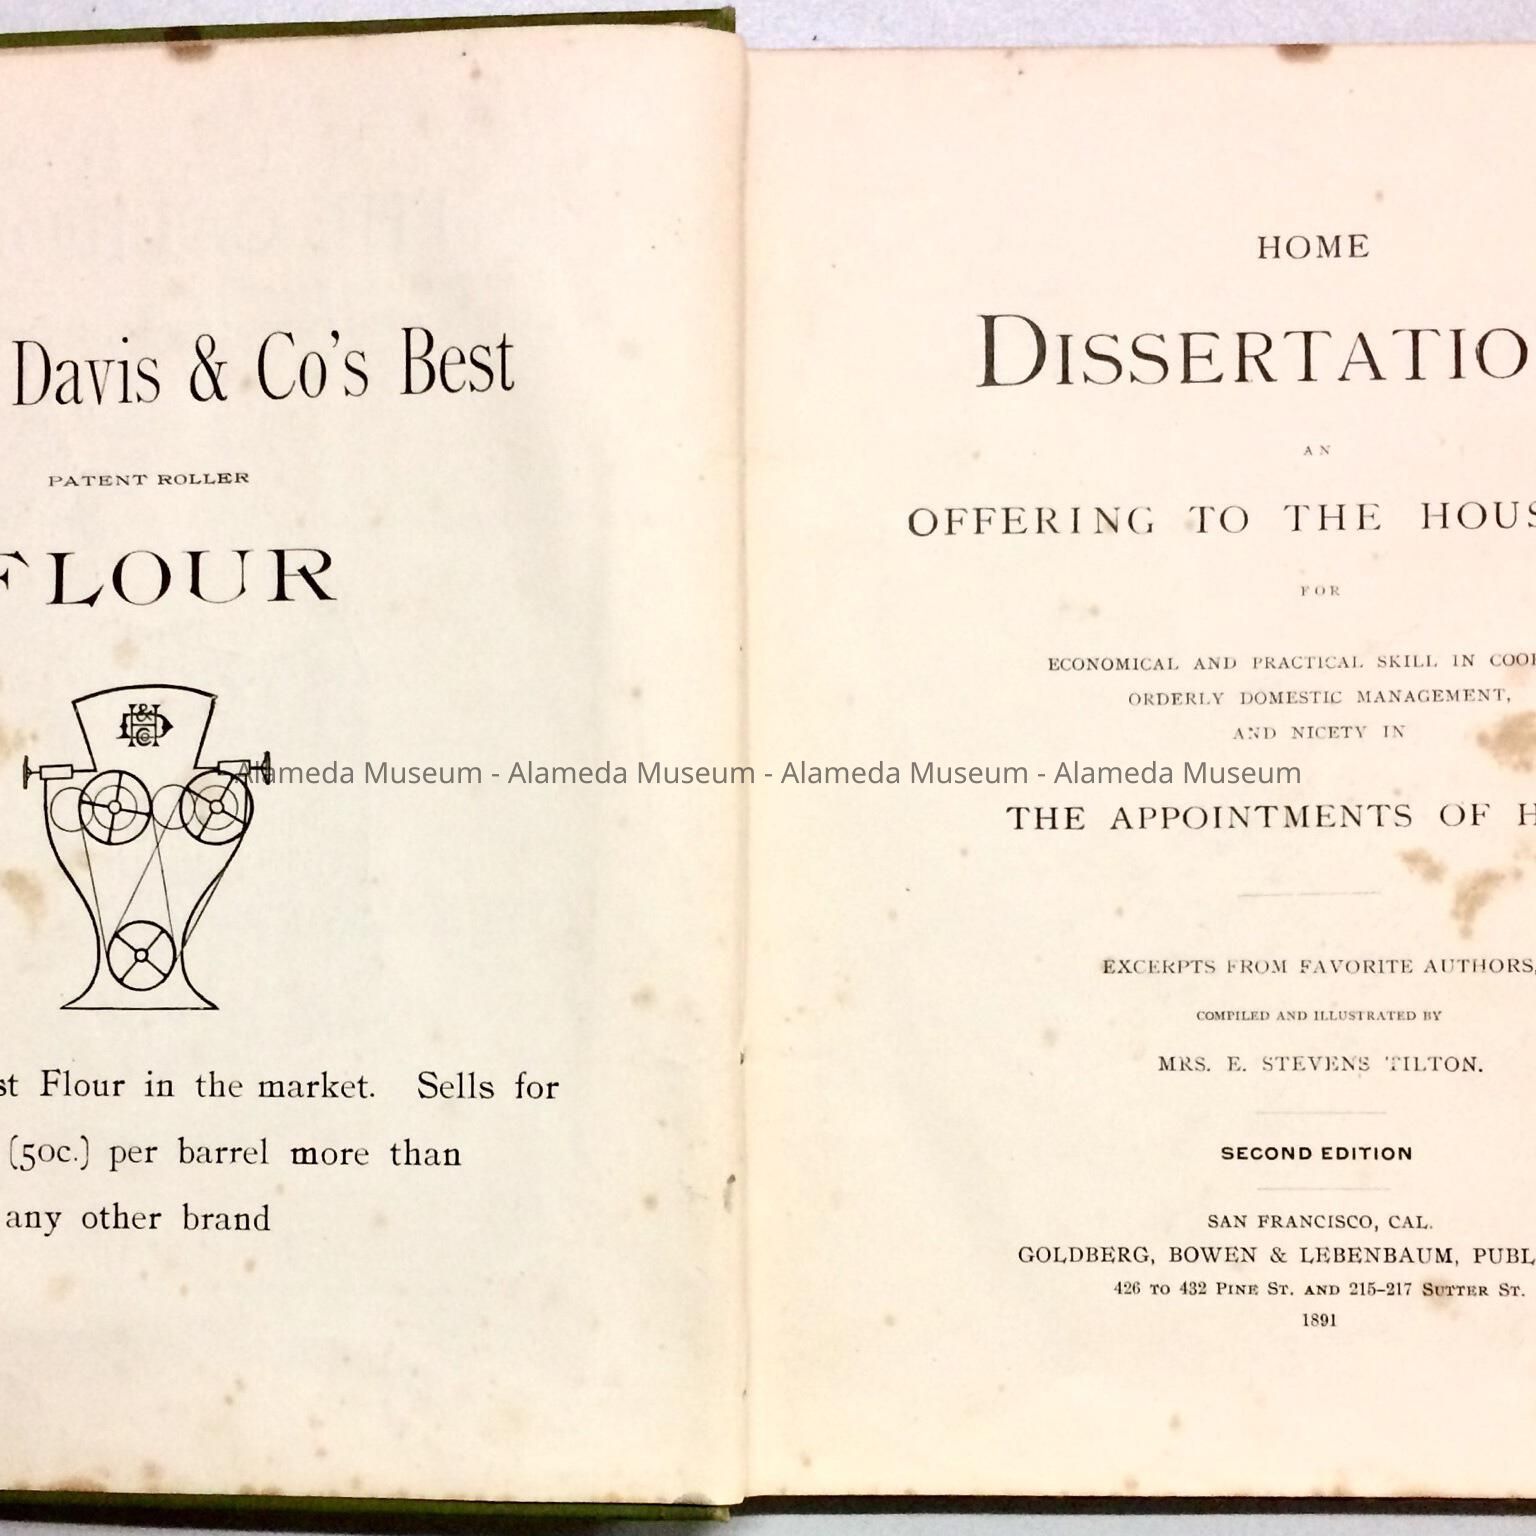 Davis & Co's Best
PATENT ROLLER
FLOUR
Flour in the market. Sells for
(50c.) per barrel more than
any other brand
HOME
DISSERTATIO
AN
OFFERING TO THE HOUS
FOR
ECONOMICAL AND PRACTICAL SKILL IN COOK
ORDERLY DOMESTIC MANAGEMENT,
AND NICETY IN
THE APPOINTMENTS OF H
EXCERPTS FROM FAVORITE AUTHORS,
COMPILED AND ILLUSTRATED BY
MRS. E. STEVENS TILTON.
SECOND EDITION
SAN FRANCISCO, CAL.
GOLDBERG, BOWEN & LEBENBAUM, PUBL
426 TO 432 PINE ST. AND 215–217 SUTTER ST.
1891
Alameda Museum - Alameda Museum - Alameda Museum - Alameda Museum